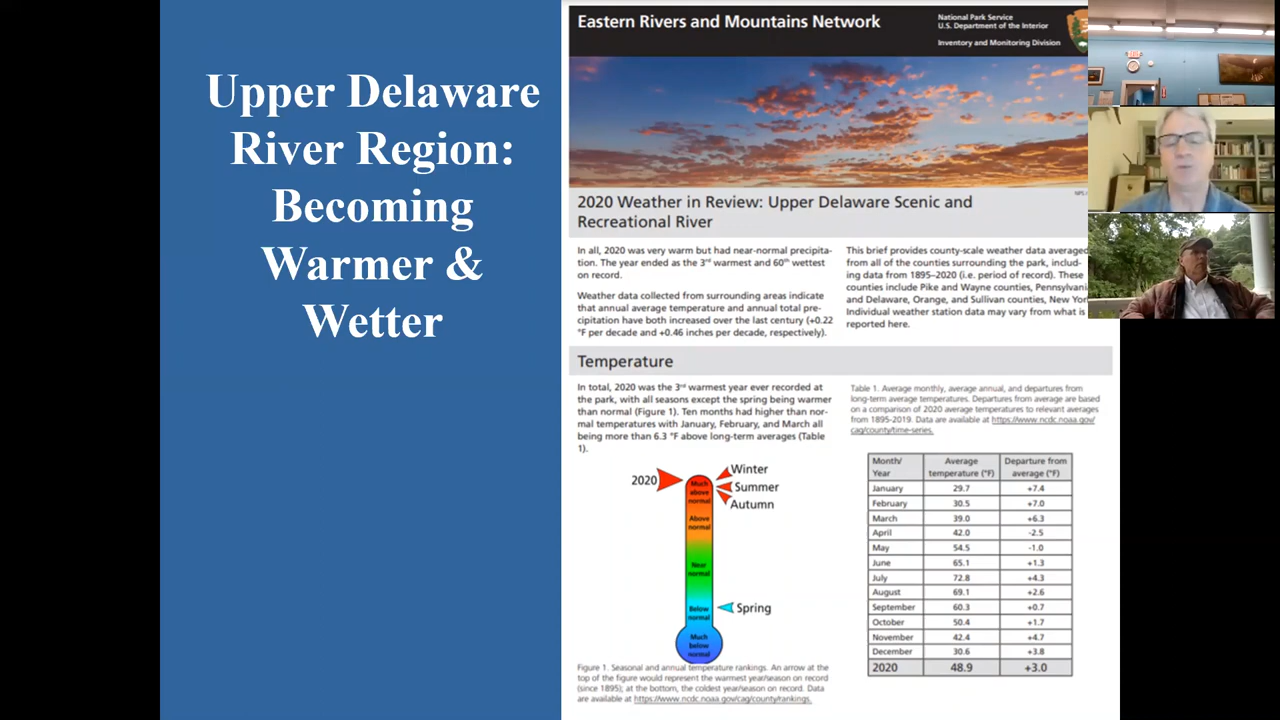 Upper Delaware
River Region:
Becoming
Warmer &
Wetter
Eastern Rivers and Mountains Network
National Park Service
U.S. Department of the Interior
Inventory and Monitoring Division
2020 Weather in Review: Upper Delaware Scenic and
Recreational River
In all, 2020 was very warm but had near-normal precipita-
tion. The year ended as the 3rd warmest and 60th wettest
on record.
Weather data collected from surrounding areas indicate
that annual average temperature and annual total pre-
cipitation have both increased over the last century (+0.22
°F per decade and +0.46 inches per decade, respectively).
This brief provides county-scale weather data averaged
from all of the counties surrounding the park, includ-
ing data from 1895–2020 (i.e. period of record). These
counties include Pike and Wayne counties, Pennsylvani
and Delaware, Orange, and Sullivan counties, New Yor
Individual weather station data may vary from what is
reported here.
Temperature
In total, 2020 was the 3rd warmest year ever recorded at
the park, with all seasons except the spring being warmer
than normal (Figure 1). Ten months had higher than nor-
mal temperatures with January, February, and March all
being more than 6.3 °F above long-term averages (Table
1).
2020
Winter
Summer
Autumn
Spring
Much
above
normal
Above
normal
Near
normal
Below
normal
Much
below
normal
Figure 1. Seasonal and annual temperature rankings. An arrow at the
top of the figure would represent the warmest year/season on record
(since 1895); at the bottom, the coldest year/season on record. Data
are available at https://www.ncdc.noaa.gov/cag/county/rankings.
Table 1. Average monthly, average annual, and departures from
long-term average temperatures. Departures from average are based
on a comparison of 2020 average temperatures to relevant averages
from 1895-2019. Data are available at https://www.ncdc.noaa.gov/
cag/county/time-series.
Month/ Average Departure from
Year temperature (°F) average (°F)
January 29.7 +7.4
February 30.5 +7.0
March 39.0 +6.3
April 42.0 -2.5
May 54.5 -1.0
June 65.1 +1.3
July 72.8 +4.3
August 69.1 +2.6
September 60.3 +0.7
October 50.4 +1.7
November 42.4 +4.7
December 30.6 +3.8
2020 48.9 +3.0